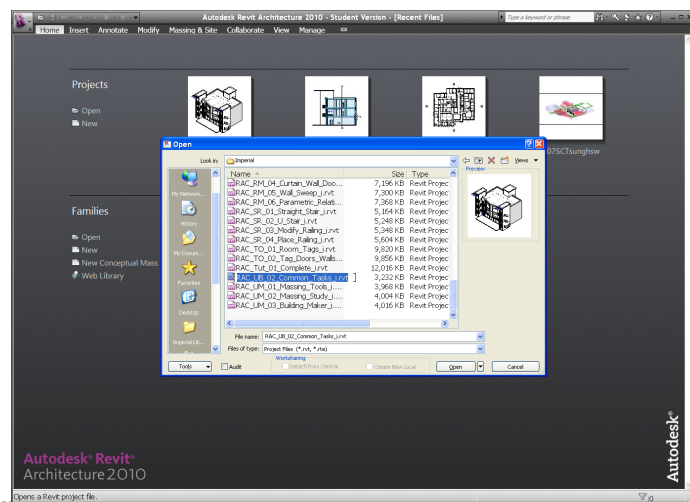 Autodesk Revit Architecture 2010 - Student Version - [Recent Files]
Type a keyword or phrase
Home Insert Annotate Modify Massing & Site Collaborate View Manage
Projects
Open
New
07SCTsunghsw
Families
Open
New
New Conceptual Mass
Web Library
Open
Look in: Imperial
Views
Preview
Name Size Type
RAC_RM_04_Curtain_Wall_Doo... 7,196 KB Revit Projec
RAC_RM_05_Wall_Sweep_i.rvt 7,300 KB Revit Projec
RAC_RM_06_Parametric_Relati... 7,368 KB Revit Projec
RAC_SR_01_Straight_Stair_i.rvt 5,164 KB Revit Projec
RAC_SR_02_U_Stair_i.rvt 5,248 KB Revit Projec
RAC_SR_03_Modify_Railing_i.rvt 5,348 KB Revit Projec
RAC_SR_04_Place_Railing_i.rvt 5,604 KB Revit Projec
RAC_TO_01_Room_Tags_i.rvt 9,820 KB Revit Projec
RAC_TO_02_Tag_Doors_Walls... 9,856 KB Revit Projec
RAC_Tut_01_Complete_i.rvt 12,016 KB Revit Projec
RAC_UB_02_Common_Tasks_i.rvt 3,232 KB Revit Projec
RAC_UM_01_Massing_Tools_i.... 3,968 KB Revit Projec
RAC_UM_02_Massing_Study_i.... 4,004 KB Revit Projec
RAC_UM_03_Building_Maker_i.... 4,016 KB Revit Projec
My Network...
History
My Docum...
Favorites
Desktop
Imperial Lib...
File name: RAC_UB_02_Common_Tasks_i.rvt
Files of type: Project Files (*.rvt, *.rte)
Tools
Audit
Worksharing
Detach from Central
Create New Local
Open
Cancel
Autodesk® Revit®
Architecture 2010
Autodesk®
Opens a Revit project file.
:0